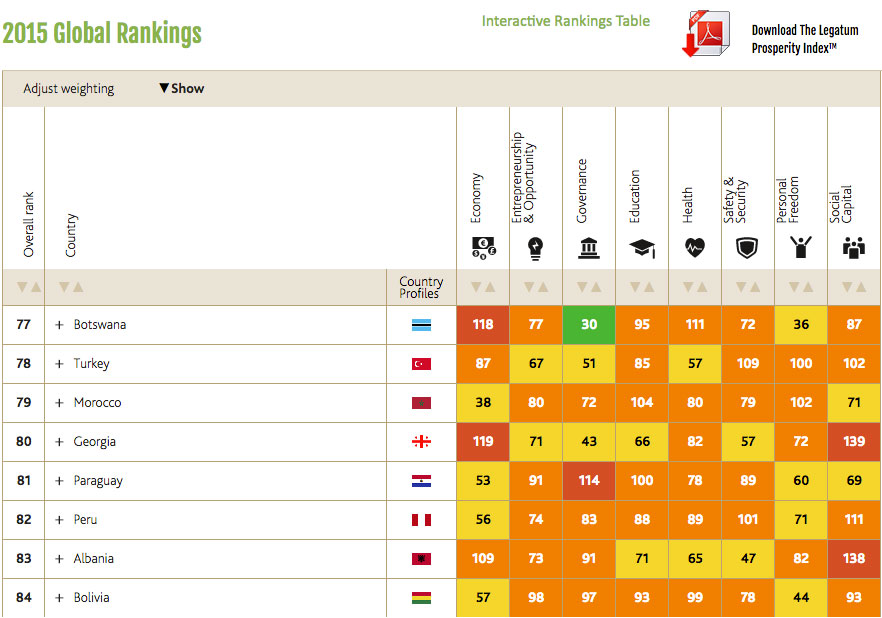 2015 Global Rankings
Interactive Rankings Table
PDF
Download The Legatum
Prosperity Index™
Adjust weighting ▼Show
Overall rank
Country
Economy
Entrepreneurship
& Opportunity
Governance
Education
Health
Safety &
Security
Personal
Freedom
Social
Capital
Country
Profiles
77 + Botswana 118 77 30 95 111 72 36 87
78 + Turkey 87 67 51 85 57 109 100 102
79 + Morocco 38 80 72 104 80 79 102 71
80 + Georgia 119 71 43 66 82 57 72 139
81 + Paraguay 53 91 114 100 78 89 60 69
82 + Peru 56 74 83 88 89 101 71 111
83 + Albania 109 73 91 71 65 47 82 138
84 + Bolivia 57 98 97 93 99 78 44 93